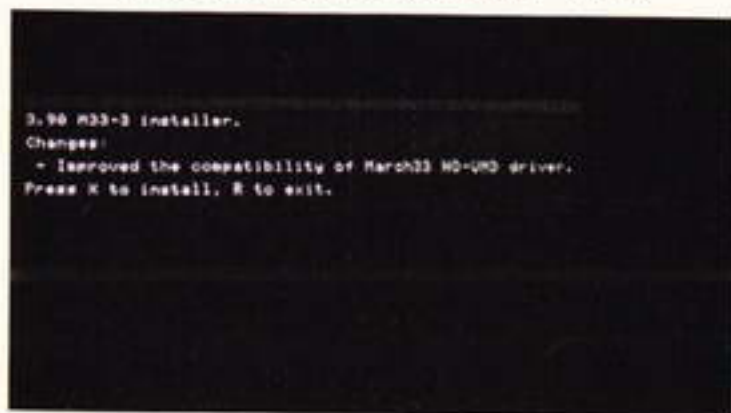 3.90 M33-3 installer.
Changes:
- Improved the compatibility of March33 NO-UMD driver.
Press X to install, R to exit.